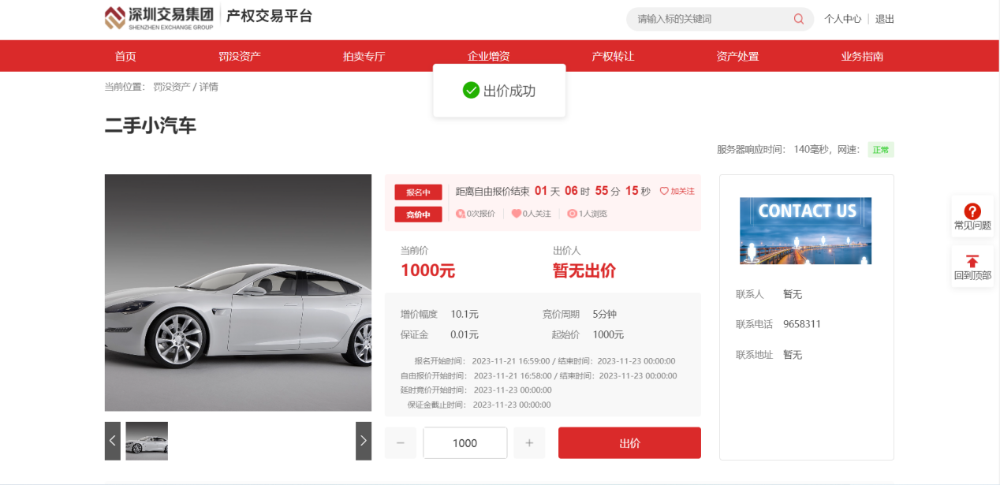 深圳交易集团 产权交易平台
SHENZHEN EXCHANGE GROUP
请输入标的关键词
个人中心 退出
首页 罚没资产 拍卖专厅 企业增资 产权转让 资产处置 业务指南
当前位置： 罚没资产 / 详情
出价成功
二手小汽车
服务器响应时间： 140毫秒，网速： 正常
报名中 距离自由报价结束 01 天 06 时 55 分 15 秒 加关注
竞价中 0次报价 0人关注 1人浏览
当前价 出价人
1000元 暂无出价
增价幅度 10.1元 竞价周期 5分钟
保证金 0.01元 起始价 1000元
报名开始时间： 2023-11-21 16:59:00 / 结束时间：2023-11-23 00:00:00
自由报价开始时间： 2023-11-21 16:58:00 / 结束时间：2023-11-23 00:00:00
延时竞价开始时间： 2023-11-23 00:00:00
保证金截止时间： 2023-11-23 00:00:00
− 1000 + 出价
CONTACT US
联系人 暂无
联系电话 9658311
联系地址 暂无
常见问题
回到顶部